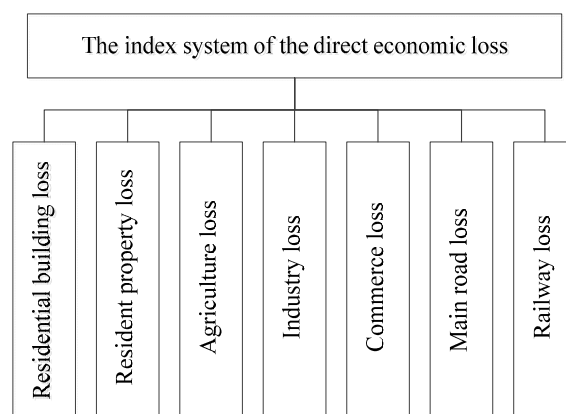 The index system of the direct economic loss
Residential building loss
Resident property loss
Agriculture loss
Industry loss
Commerce loss
Main road loss
Railway loss